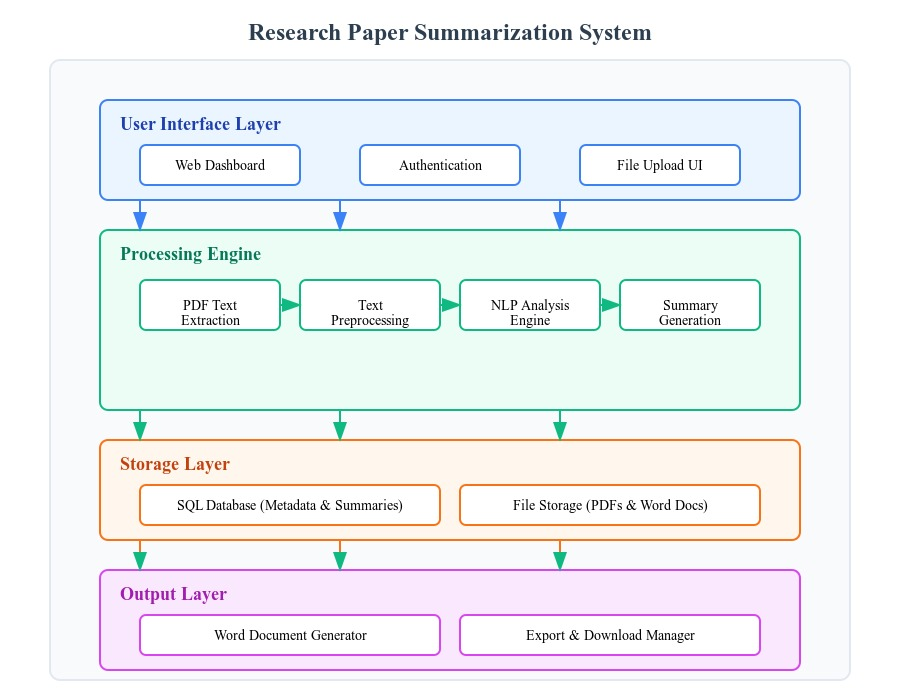 Research Paper Summarization System
User Interface Layer
Web Dashboard
Authentication
File Upload UI
Processing Engine
PDF Text
Extraction
Text
Preprocessing
NLP Analysis
Engine
Summary
Generation
Storage Layer
SQL Database (Metadata & Summaries)
File Storage (PDFs & Word Docs)
Output Layer
Word Document Generator
Export & Download Manager